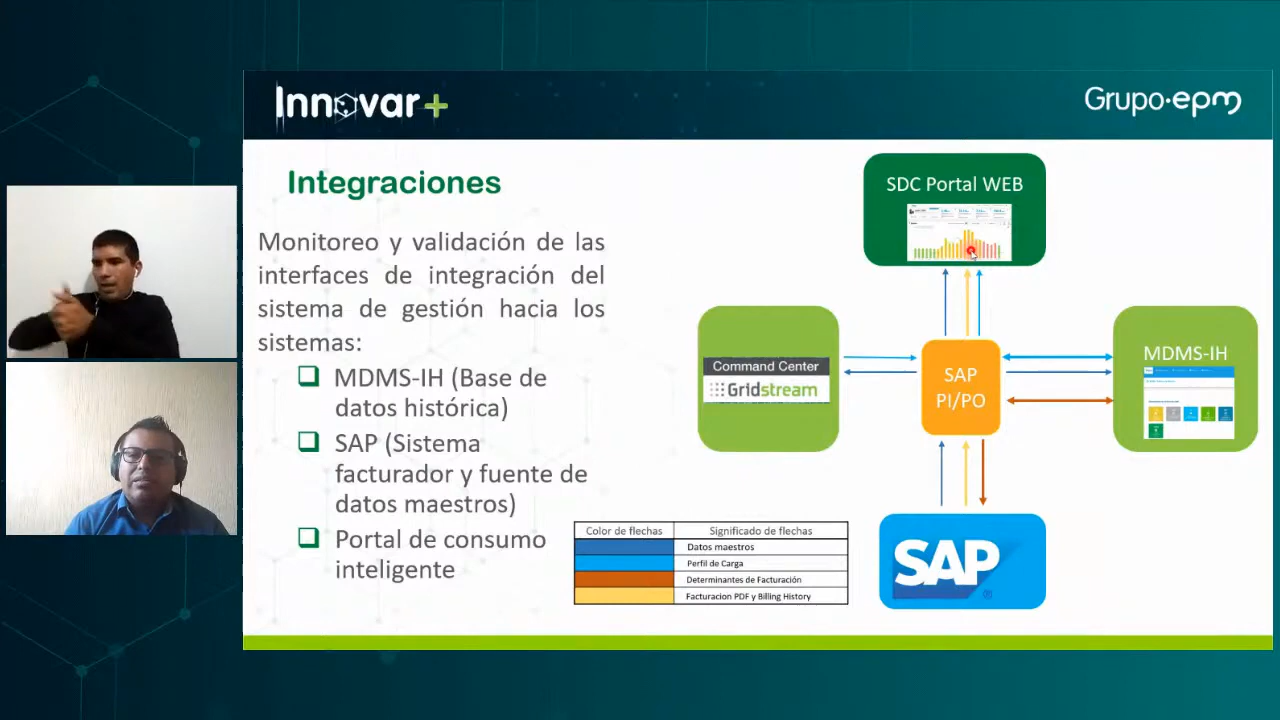 Innovar+
Grupo·epm
Integraciones
Monitoreo y validación de las
interfaces de integración del
sistema de gestión hacia los
sistemas:
MDMS-IH (Base de
datos histórica)
SAP (Sistema
facturador y fuente de
datos maestros)
Portal de consumo
inteligente
SDC Portal WEB
Command Center
Gridstream
SAP
PI/PO
MDMS-IH
SAP
®
Color de flechas
Significado de flechas
Datos maestros
Perfil de Carga
Determinantes de Facturación
Facturacion PDF y Billing History